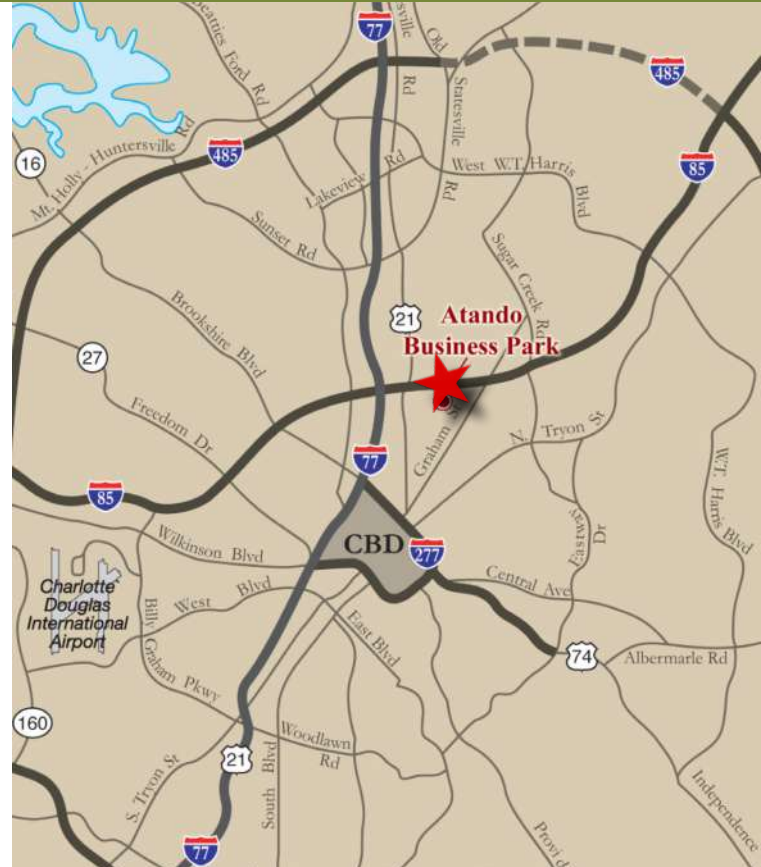 77
Beatties Ford Rd
Rd
Old
Statesville
Rd
485
16
Mt. Holly - Huntersville Rd
485
85
Lakeview Rd
West W.T. Harris Blvd
Sunset Rd
Sugar Creek Rd
Brookshire Blvd
21
Atando
Business Park
27
Freedom Dr
Graham
N. Tryon St
77
85
W.T. Harris Blvd
Wilkinson Blvd
CBD
277
Eastway Dr
Charlotte
Douglas
International
Airport
West Blvd
Central Ave
Billy Graham Pkwy
East Blvd
74
Albermarle Rd
160
Woodlawn
Rd
21
S. Tryon St
South Blvd
Independence
77